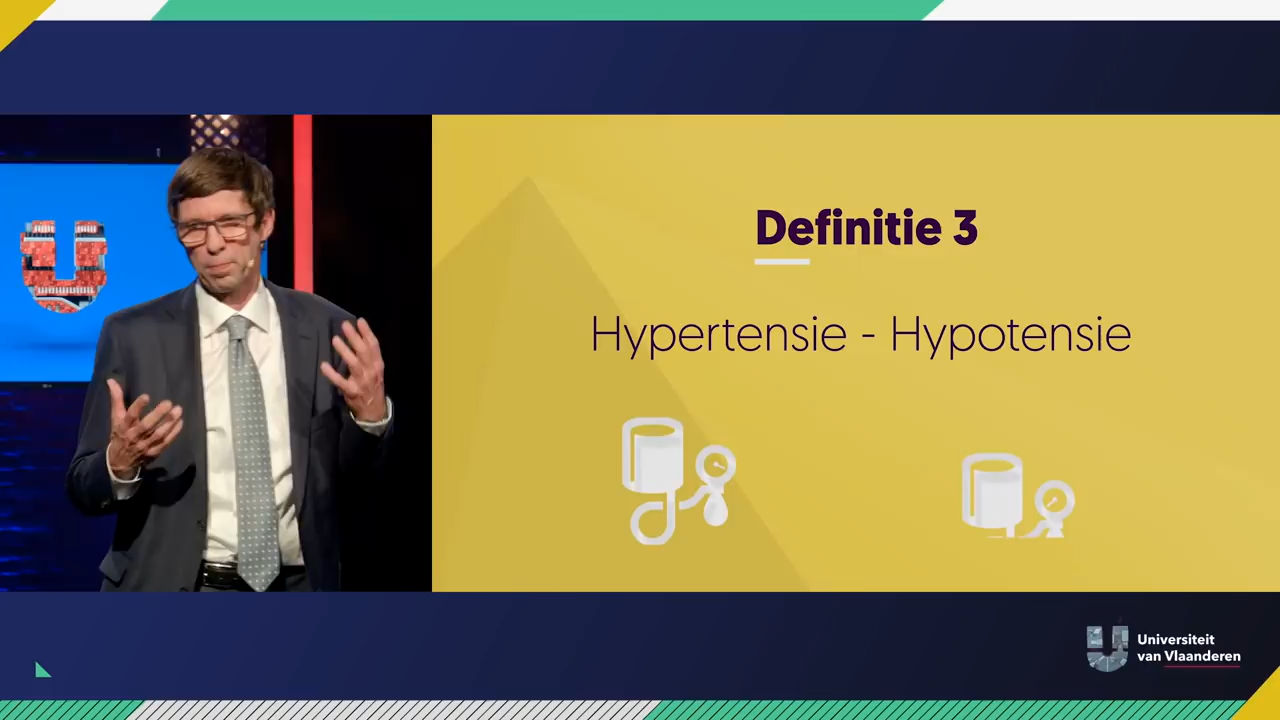 Definitie 3
Hypertensie - Hypotensie
Universiteit
van Vlaanderen